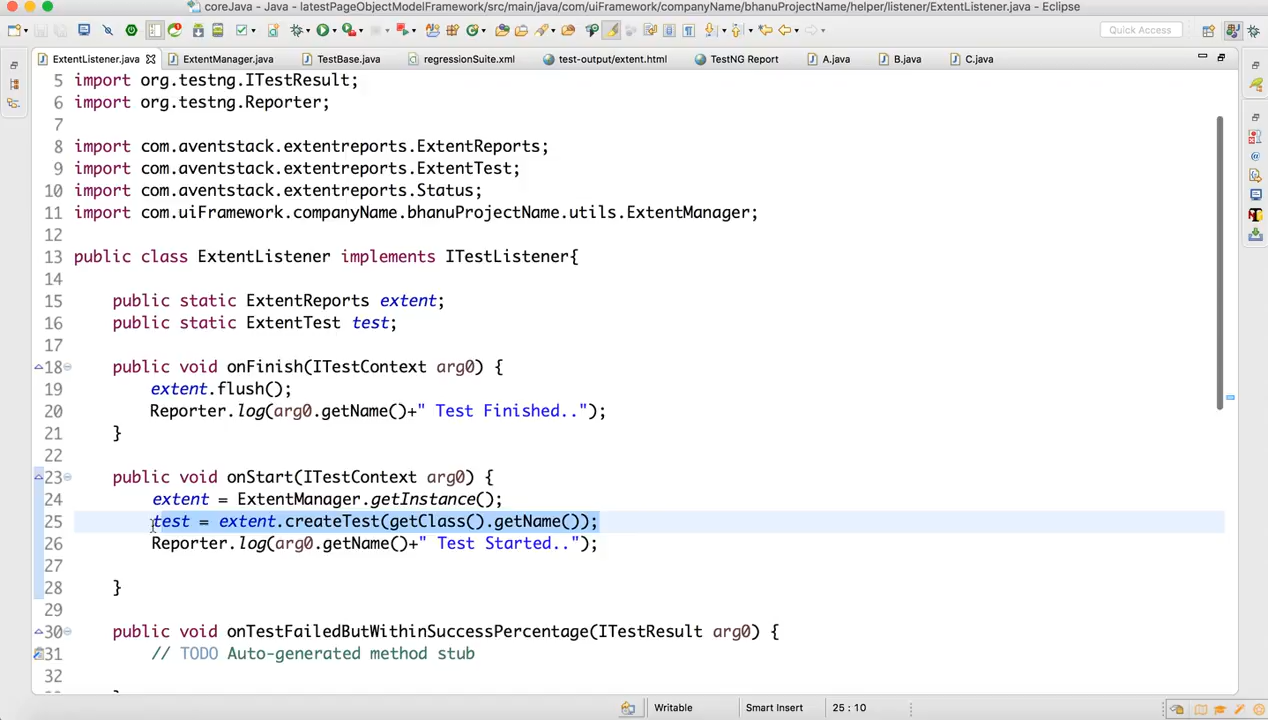 coreJava - Java - latestPageObjectModelFramework/src/main/java/com/uiFramework/companyName/bhanuProjectName/helper/listener/ExtentListener.java - Eclipse
Quick Access
ExtentListener.java
ExtentManager.java
TestBase.java
regressionSuite.xml
test-output/extent.html
TestNG Report
A.java
B.java
C.java
5 import org.testng.ITestResult;
6 import org.testng.Reporter;
7
8 import com.aventstack.extentreports.ExtentReports;
9 import com.aventstack.extentreports.ExtentTest;
10 import com.aventstack.extentreports.Status;
11 import com.uiFramework.companyName.bhanuProjectName.utils.ExtentManager;
12
13 public class ExtentListener implements ITestListener{
14
15 public static ExtentReports extent;
16 public static ExtentTest test;
17
18 public void onFinish(ITestContext arg0) {
19 extent.flush();
20 Reporter.log(arg0.getName()+" Test Finished..");
21 }
22
23 public void onStart(ITestContext arg0) {
24 extent = ExtentManager.getInstance();
25 test = extent.createTest(getClass().getName());
26 Reporter.log(arg0.getName()+" Test Started..");
27
28 }
29
30 public void onTestFailedButWithinSuccessPercentage(ITestResult arg0) {
31 // TODO Auto-generated method stub
32
Writable
Smart Insert
25 : 10